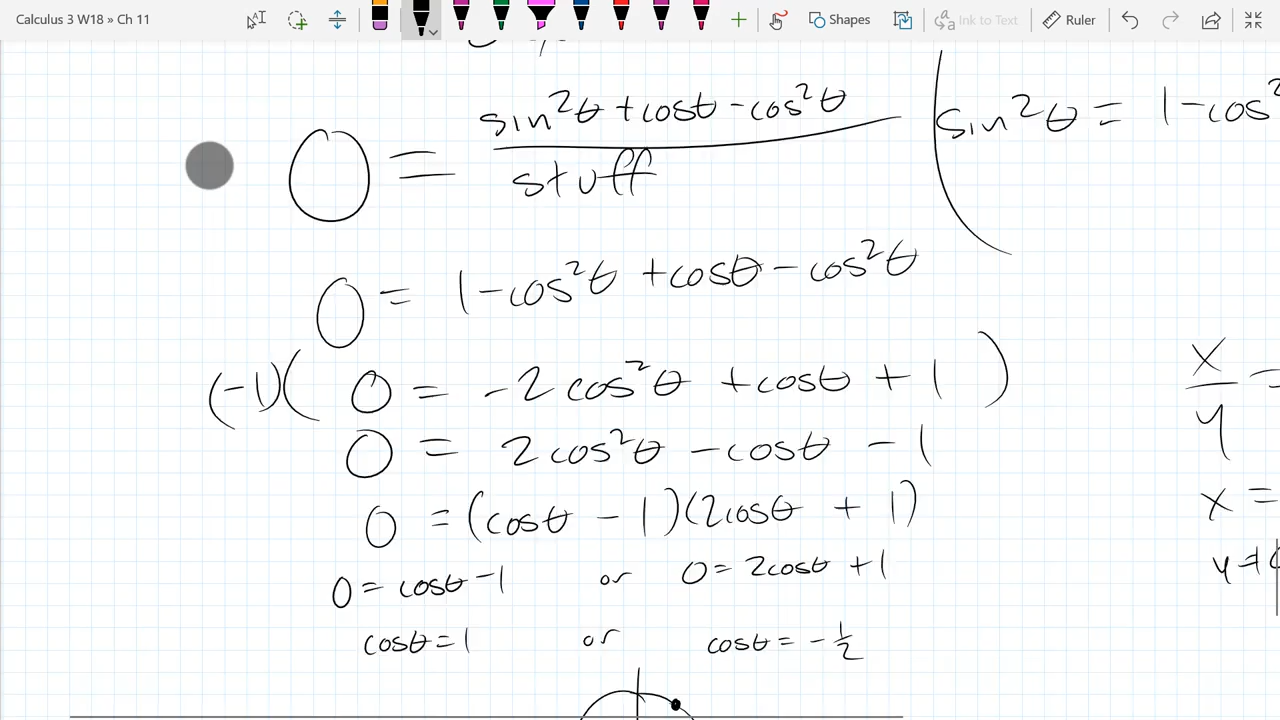 Calculus 3 W18 » Ch 11
Shapes
Ink to Text
Ruler
0 = (sin²θ + cosθ - cos²θ) / stuff
sin²θ = 1 - cos²
0 = 1 - cos²θ + cosθ - cos²θ
(-1)( 0 = -2cos²θ + cosθ + 1 )
0 = 2cos²θ - cosθ - 1
0 = (cosθ - 1)(2cosθ + 1)
0 = cosθ - 1 or 0 = 2cosθ + 1
cosθ = 1 or cosθ = -1/2
x/y =
x =